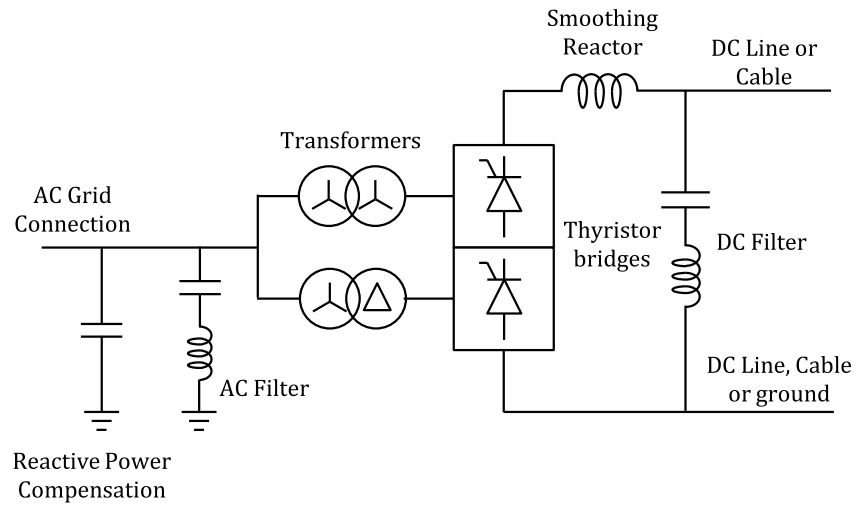 Smoothing
Reactor
DC Line or
Cable
Transformers
AC Grid
Connection
Thyristor
bridges
DC Filter
AC Filter
DC Line, Cable
or ground
Reactive Power
Compensation